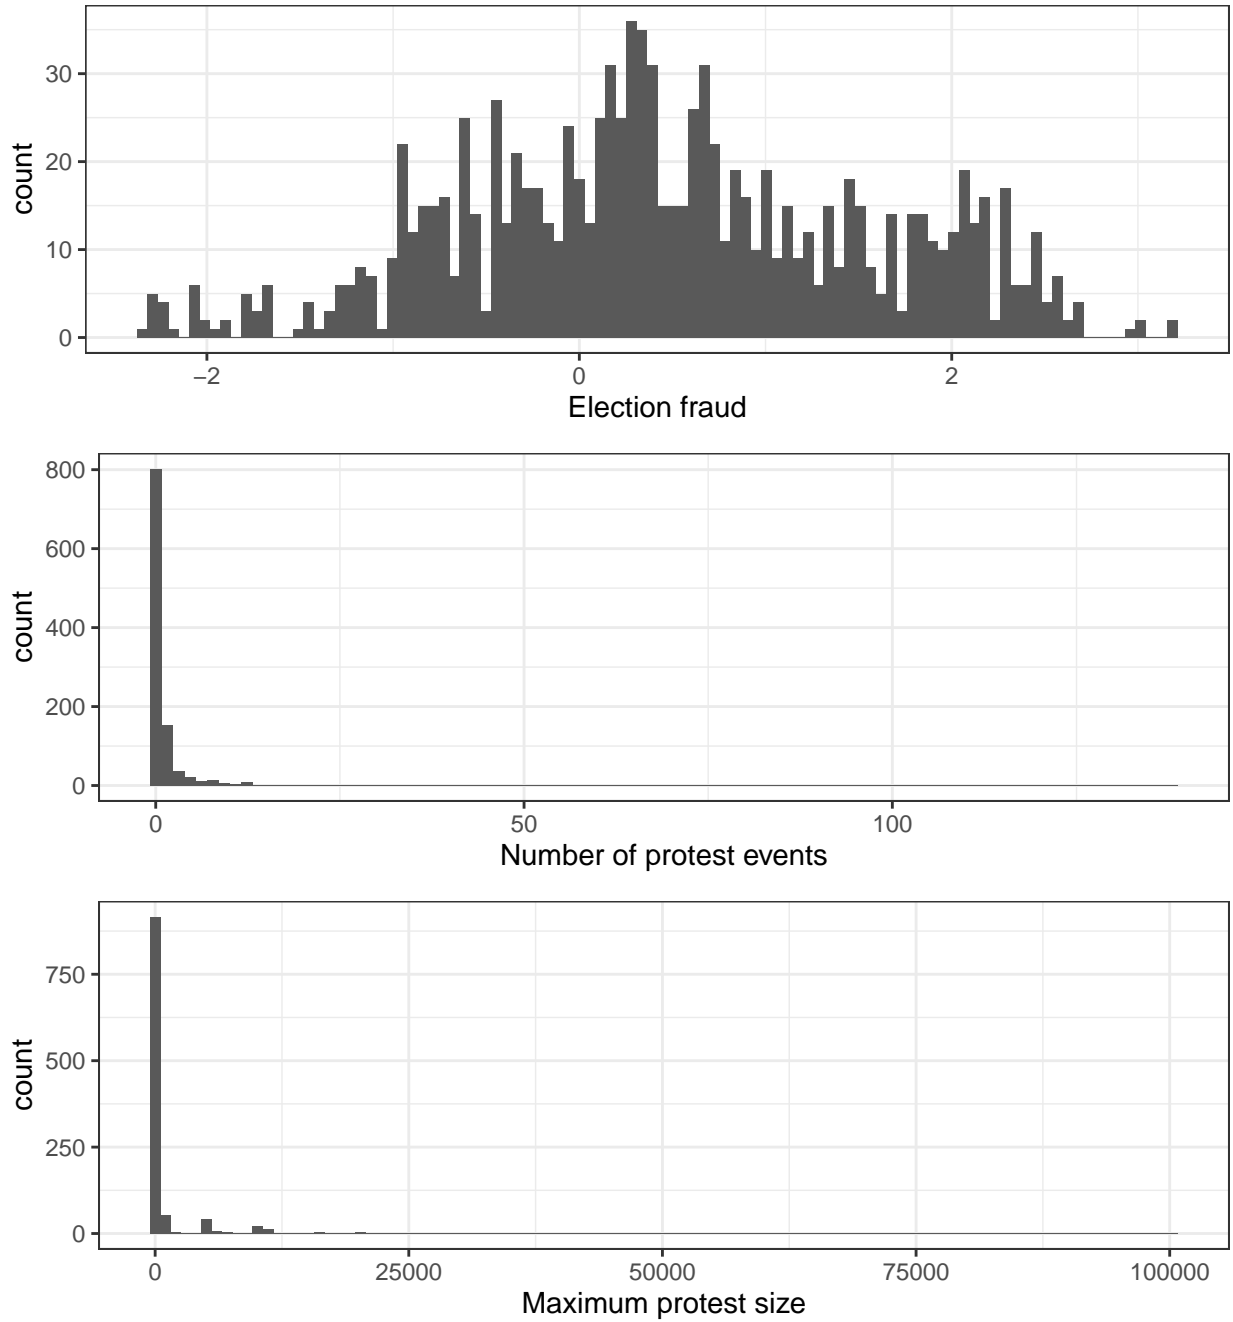 30
20
10
0
count
−2 0 2
Election fraud
800
600
400
200
0
count
0 50 100
Number of protest events
750
500
250
0
count
0 25000 50000 75000 100000
Maximum protest size